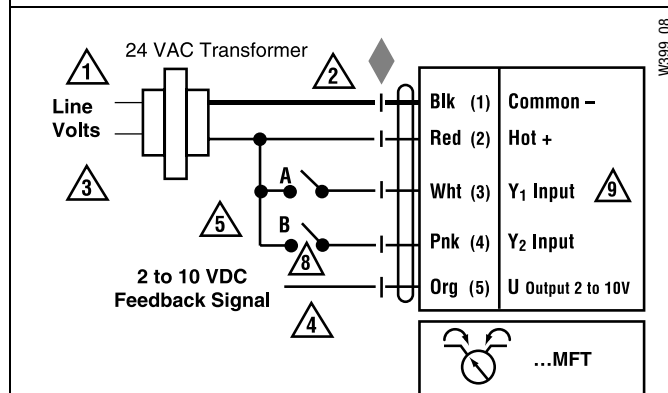 W399_08
24 VAC Transformer
1
2
Line
Volts
Blk (1) Common –
Red (2) Hot +
3
A
Wht (3) Y1 Input 9
5
B
Pnk (4) Y2 Input
8
2 to 10 VDC
Feedback Signal
Org (5) U Output 2 to 10V
4
...MFT